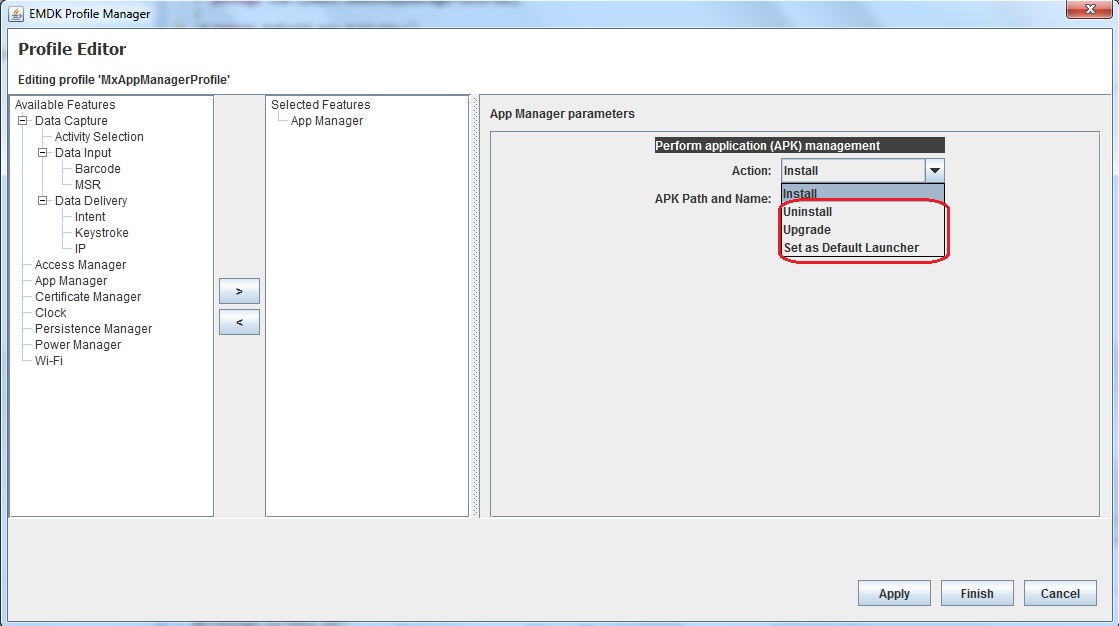 EMDK Profile Manager
Profile Editor
Editing profile 'MxAppManagerProfile'
Available Features
Data Capture
Activity Selection
Data Input
Barcode
MSR
Data Delivery
Intent
Keystroke
IP
Access Manager
App Manager
Certificate Manager
Clock
Persistence Manager
Power Manager
Wi-Fi
>
<
Selected Features
App Manager
App Manager parameters
Perform application (APK) management
Action: Install
APK Path and Name:
Install
Uninstall
Upgrade
Set as Default Launcher
Apply Finish Cancel